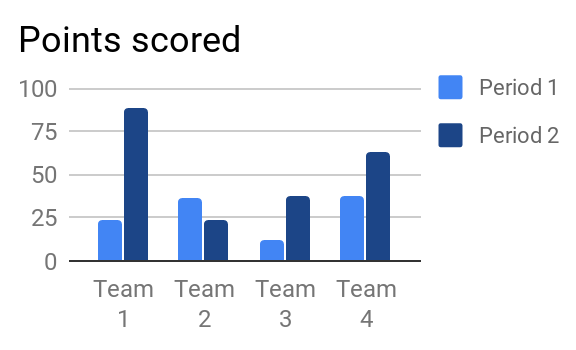 Points scored
100
75
50
25
0
Period 1
Period 2
Team 1
Team 2
Team 3
Team 4